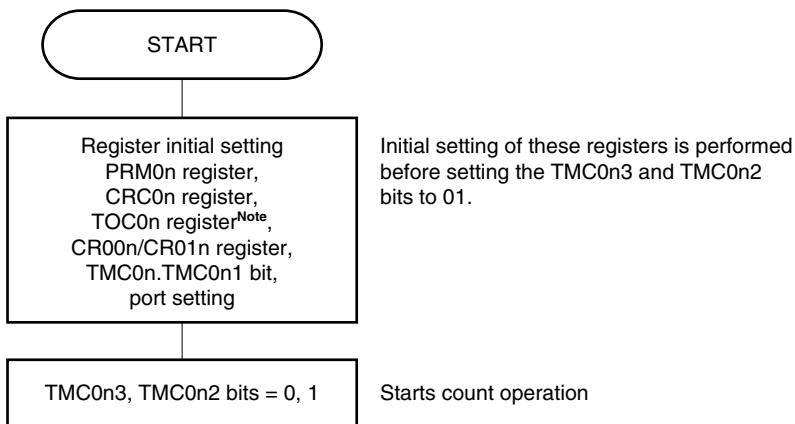 START
Register initial setting
PRM0n register,
CRC0n register,
TOC0n registerNote,
CR00n/CR01n register,
TMC0n.TMC0n1 bit,
port setting
Initial setting of these registers is performed
before setting the TMC0n3 and TMC0n2
bits to 01.
TMC0n3, TMC0n2 bits = 0, 1
Starts count operation